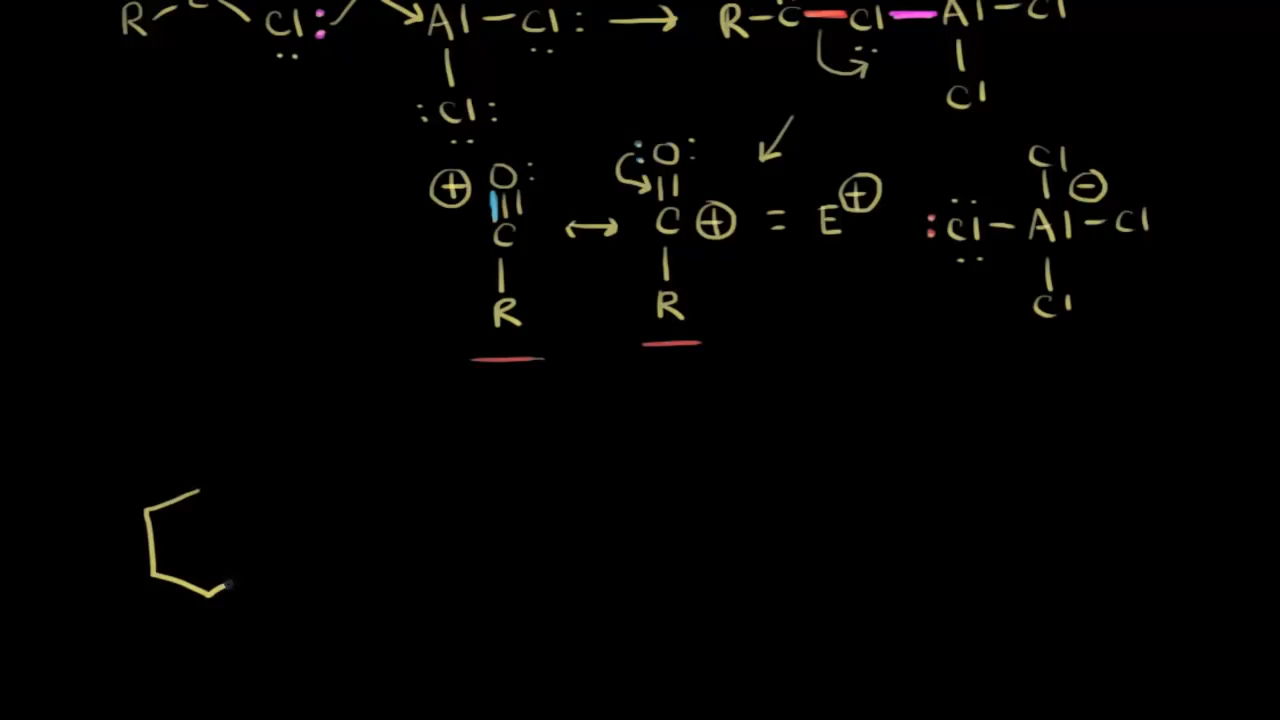 R C Cl: Al – Cl: → R – C – Cl – Al – Cl
:Cl: Cl
⊕ O: :O: Cl
||| || | ⊖
C ↔ C ⊕ = E⊕ :Cl – Al – Cl
| | |
R R Cl